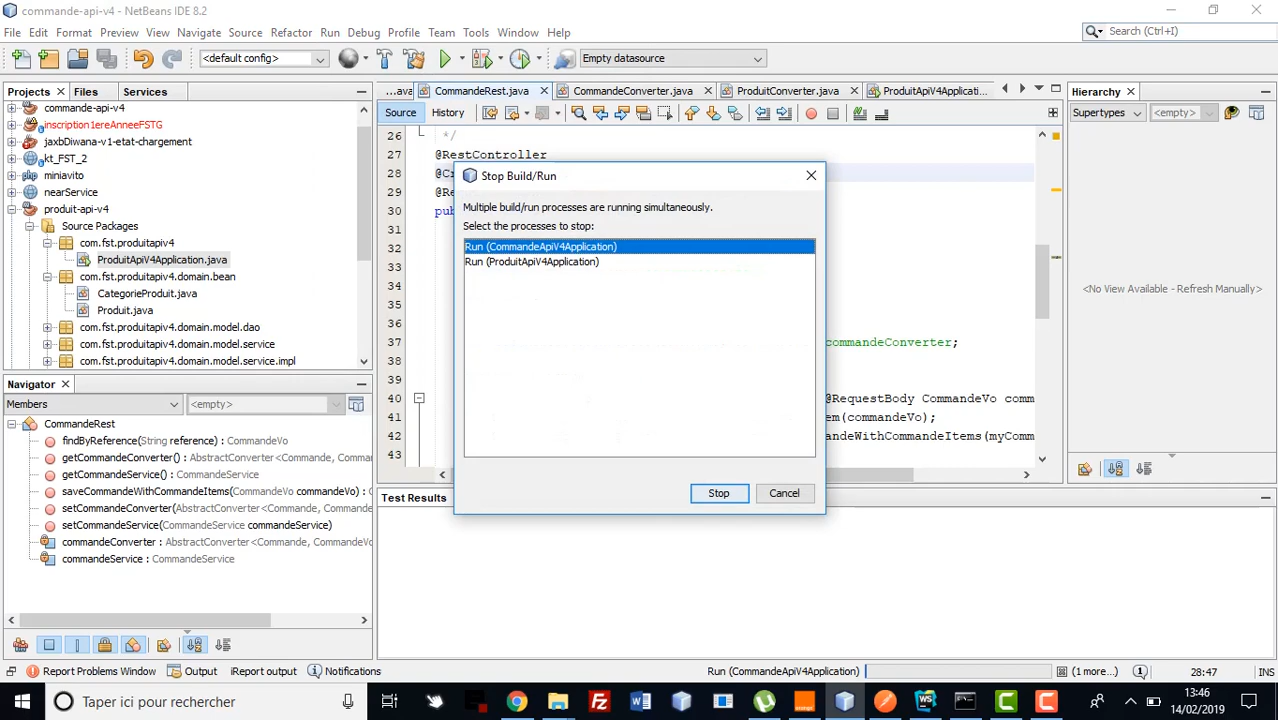 commande-api-v4 - NetBeans IDE 8.2
File Edit Format Preview View Navigate Source Refactor Run Debug Profile Team Tools Window Help
Search (Ctrl+I)
<default config>
Empty datasource
Projects Files Services
commande-api-v4
inscription1ereAnneeFSTG
jaxbDiwana-v1-etat-chargement
kt_FST_2
miniavito
nearService
produit-api-v4
Source Packages
com.fst.produitapiv4
ProduitApiV4Application.java
com.fst.produitapiv4.domain.bean
CategorieProduit.java
Produit.java
com.fst.produitapiv4.domain.model.dao
com.fst.produitapiv4.domain.model.service
com.fst.produitapiv4.domain.model.service.impl
Navigator
Members
<empty>
CommandeRest
findByReference(String reference) : CommandeVo
getCommandeConverter() : AbstractConverter<Commande, Comman
getCommandeService() : CommandeService
saveCommandeWithCommandeItems(CommandeVo commandeVo) : C
setCommandeConverter(AbstractConverter<Commande, Commande
setCommandeService(CommandeService commandeService)
commandeConverter : AbstractConverter<Commande, CommandeVo
commandeService : CommandeService
...ava CommandeRest.java CommandeConverter.java ProduitConverter.java ProduitApiV4Applicati...
Source History
26 */
27 @RestController
28 @Cr
29 @Re
30 pub
31
32
33
34
35
36
37 commandeConverter;
38
39
40 @RequestBody CommandeVo comm
41 em(commandeVo);
42 andeWithCommandeItems(myComm
43
Stop Build/Run
Multiple build/run processes are running simultaneously.
Select the processes to stop:
Run (CommandeApiV4Application)
Run (ProduitApiV4Application)
Stop Cancel
Test Results
Hierarchy
Supertypes <empty>
<No View Available - Refresh Manually>
Report Problems Window Output iReport output Notifications
Run (CommandeApiV4Application) (1 more...) 28:47 INS
Taper ici pour rechercher
13:46
14/02/2019